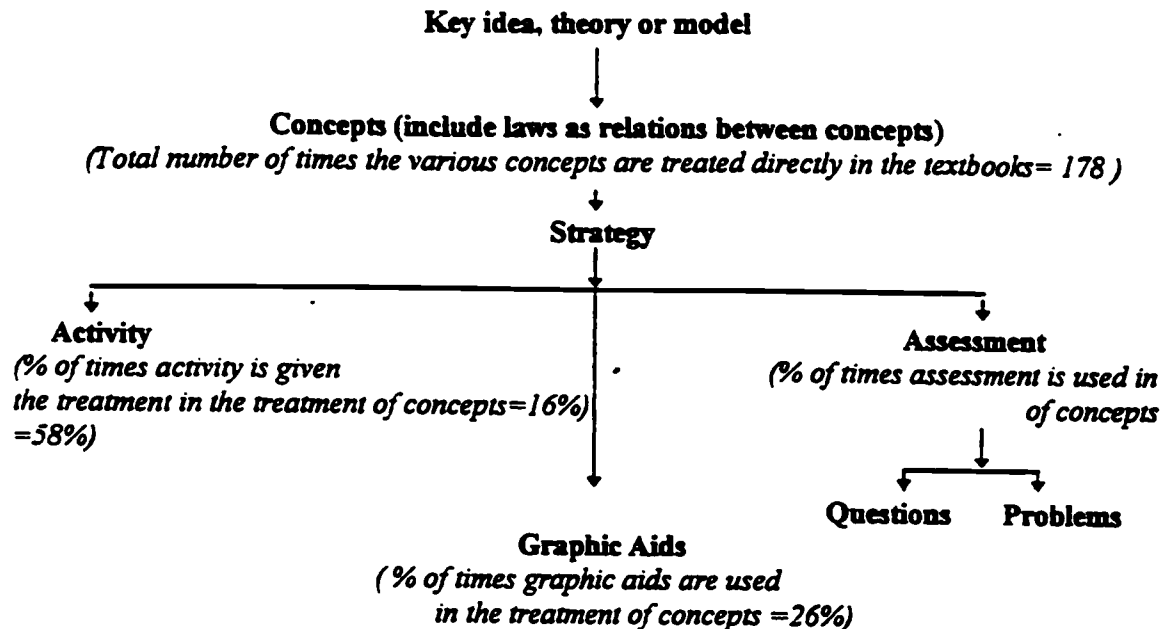 Key idea, theory or model
Concepts (include laws as relations between concepts)
(Total number of times the various concepts are treated directly in the textbooks= 178 )
Strategy
Activity
(% of times activity is given
the treatment in the treatment of concepts=16%)
=58%)
Assessment
(% of times assessment is used in
of concepts
Questions Problems
Graphic Aids
( % of times graphic aids are used
in the treatment of concepts =26%)